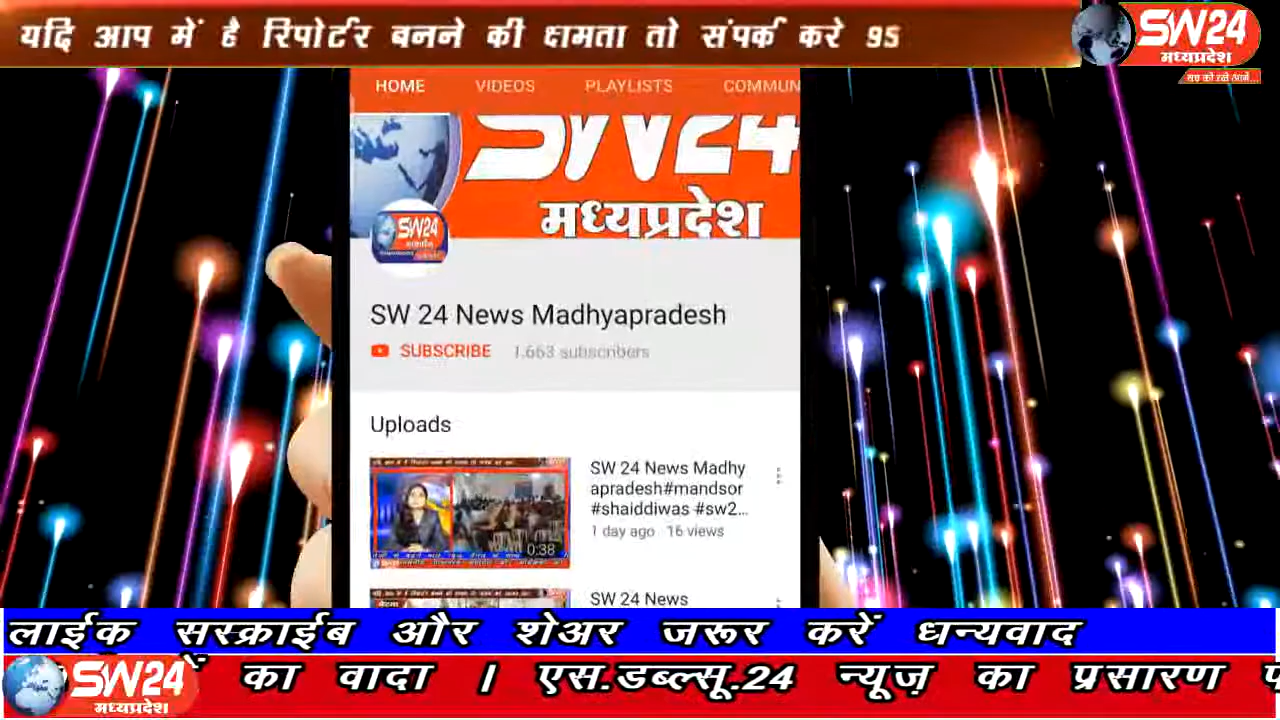 यदि आप में है रिपोर्टर बनने की क्षमता तो संपर्क करे 95
SW24
मध्यप्रदेश
HOME VIDEOS PLAYLISTS COMMUN
SW24
मध्यप्रदेश
SW24
SW 24 News Madhyapradesh
SUBSCRIBE 1,663 subscribers
Uploads
SW 24 News Madhy
apradesh#mandsor
#shaiddiwas #sw2...
1 day ago 16 views
0:38
SW 24 News
लाईक सस्क्राईब और शेअर जरूर करें धन्यवाद
SW24
मध्यप्रदेश
का वादा । एस.डब्ल्सू.24 न्यूज़ का प्रसारण